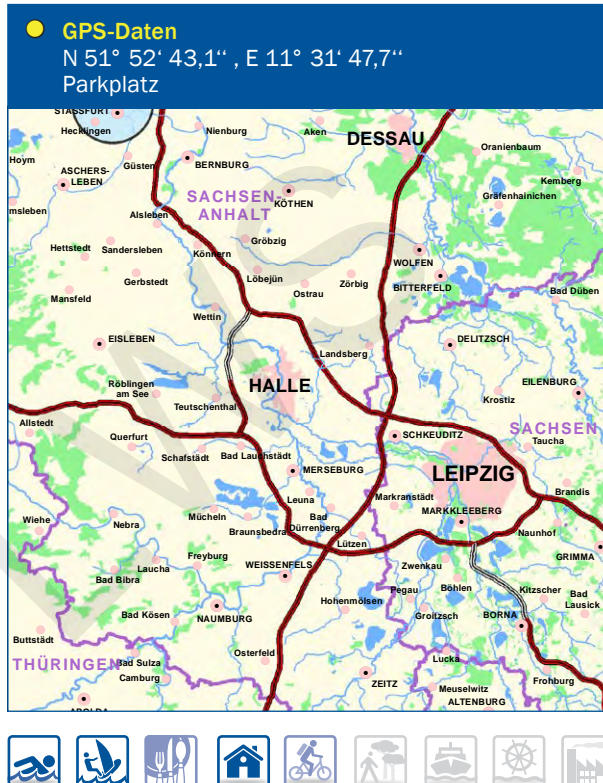 GPS-Daten
N 51° 52‘ 43,1“ , E 11° 31‘ 47,7“
Parkplatz
STASSFURT
Hecklingen
Nienburg
Aken
DESSAU
Oranienbaum
Hoym
ASCHERS-
LEBEN
Güsten
BERNBURG
Kemberg
Gräfenhainichen
SACHSEN-
ANHALT
KÖTHEN
msleben
Alsleben
Hettstedt
Sandersleben
Könnern
Gröbzig
WOLFEN
Gerbstedt
Löbejün
Zörbig
BITTERFELD
Mansfeld
Ostrau
Bad Düben
Wettin
EISLEBEN
DELITZSCH
Landsberg
Röblingen
am See
HALLE
EILENBURG
Teutschenthal
Krostiz
Allstedt
Querfurt
SCHKEUDITZ
SACHSEN
Taucha
Schafstädt
Bad Lauchstädt
MERSEBURG
LEIPZIG
Leuna
Markranstädt
Brandis
Wiehe
Nebra
Mücheln
Bad
Dürrenberg
MARKKLEEBERG
Braunsbedra
Lützen
Naunhof
Freyburg
GRIMMA
Laucha
WEISSENFELS
Zwenkau
Bad Bibra
Pegau
Böhlen
Kitzscher
Bad
Lausick
Hohenmölsen
Bad Kösen
NAUMBURG
Groitzsch
BORNA
Buttstädt
Osterfeld
Lucka
THÜRINGEN
Bad Sulza
Camburg
ZEITZ
Frohburg
Meuselwitz
ALTENBURG
APOLDA